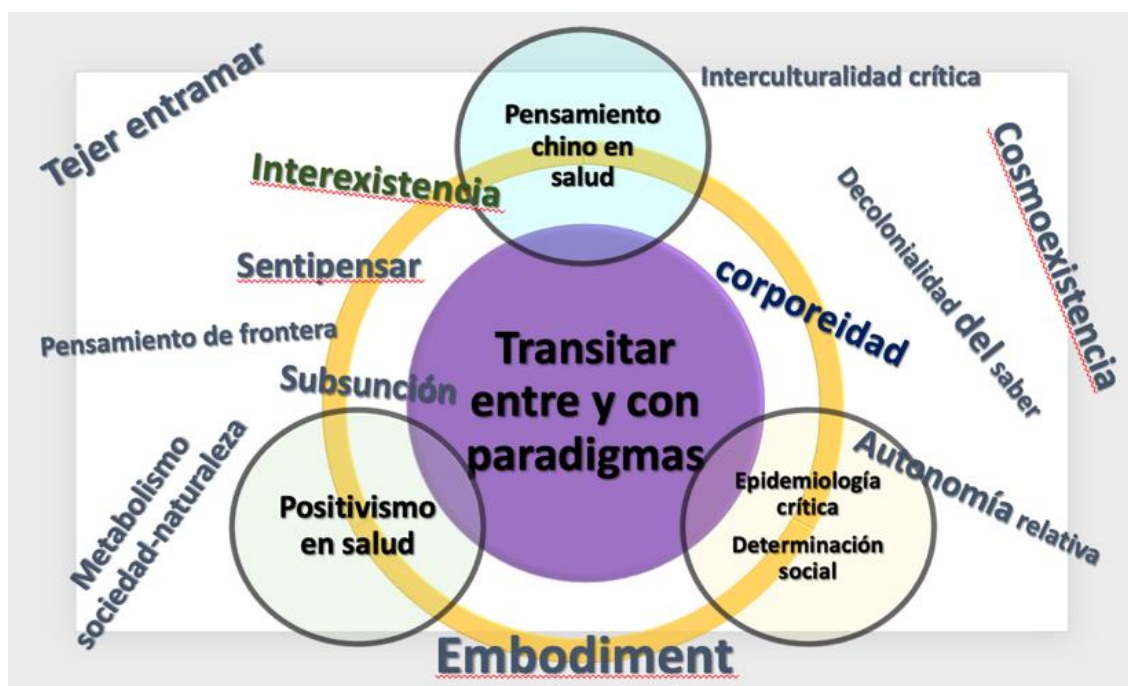 Tejer entramar
Interculturalidad crítica
Pensamiento
chino en
salud
Interexistencia
Cosmoexistencia
Decolonialidad del saber
Sentipensar
corporeidad
Pensamiento de frontera
Transitar
entre y con
paradigmas
Subsunción
Metabolismo
sociedad-naturaleza
Positivismo
en salud
Epidemiología
crítica
Determinación
social
Autonomía relativa
Embodiment